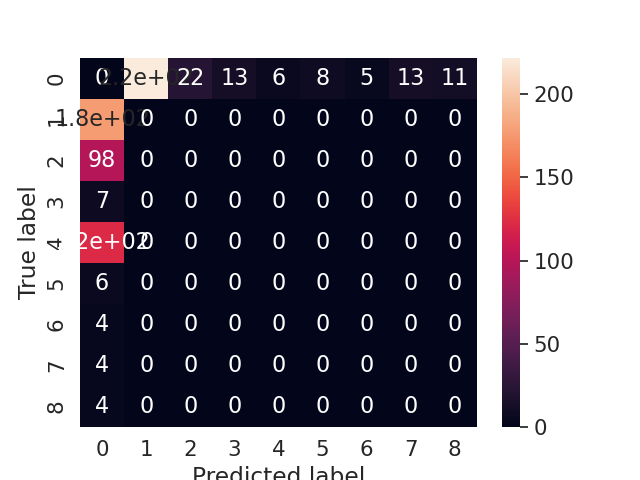 0 0 2.2e+02 22 13 6 8 5 13 11
1 1.8e+02 0 0 0 0 0 0 0 0
2 98 0 0 0 0 0 0 0 0
3 7 0 0 0 0 0 0 0 0
4 2e+02 0 0 0 0 0 0 0 0
5 6 0 0 0 0 0 0 0 0
6 4 0 0 0 0 0 0 0 0
7 4 0 0 0 0 0 0 0 0
8 4 0 0 0 0 0 0 0 0
0 1 2 3 4 5 6 7 8
Predicted label
True label
200
150
100
50
0